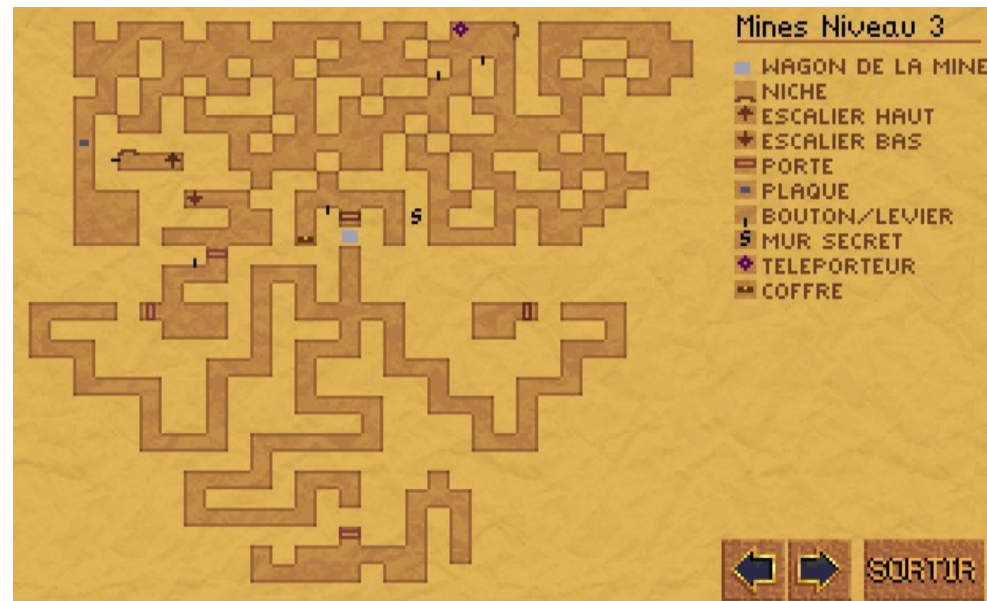 Mines Niveau 3
WAGON DE LA MINE
NICHE
ESCALIER HAUT
ESCALIER BAS
PORTE
PLAQUE
BOUTON/LEVIER
MUR SECRET
TELEPORTEUR
COFFRE
S
SORTIR